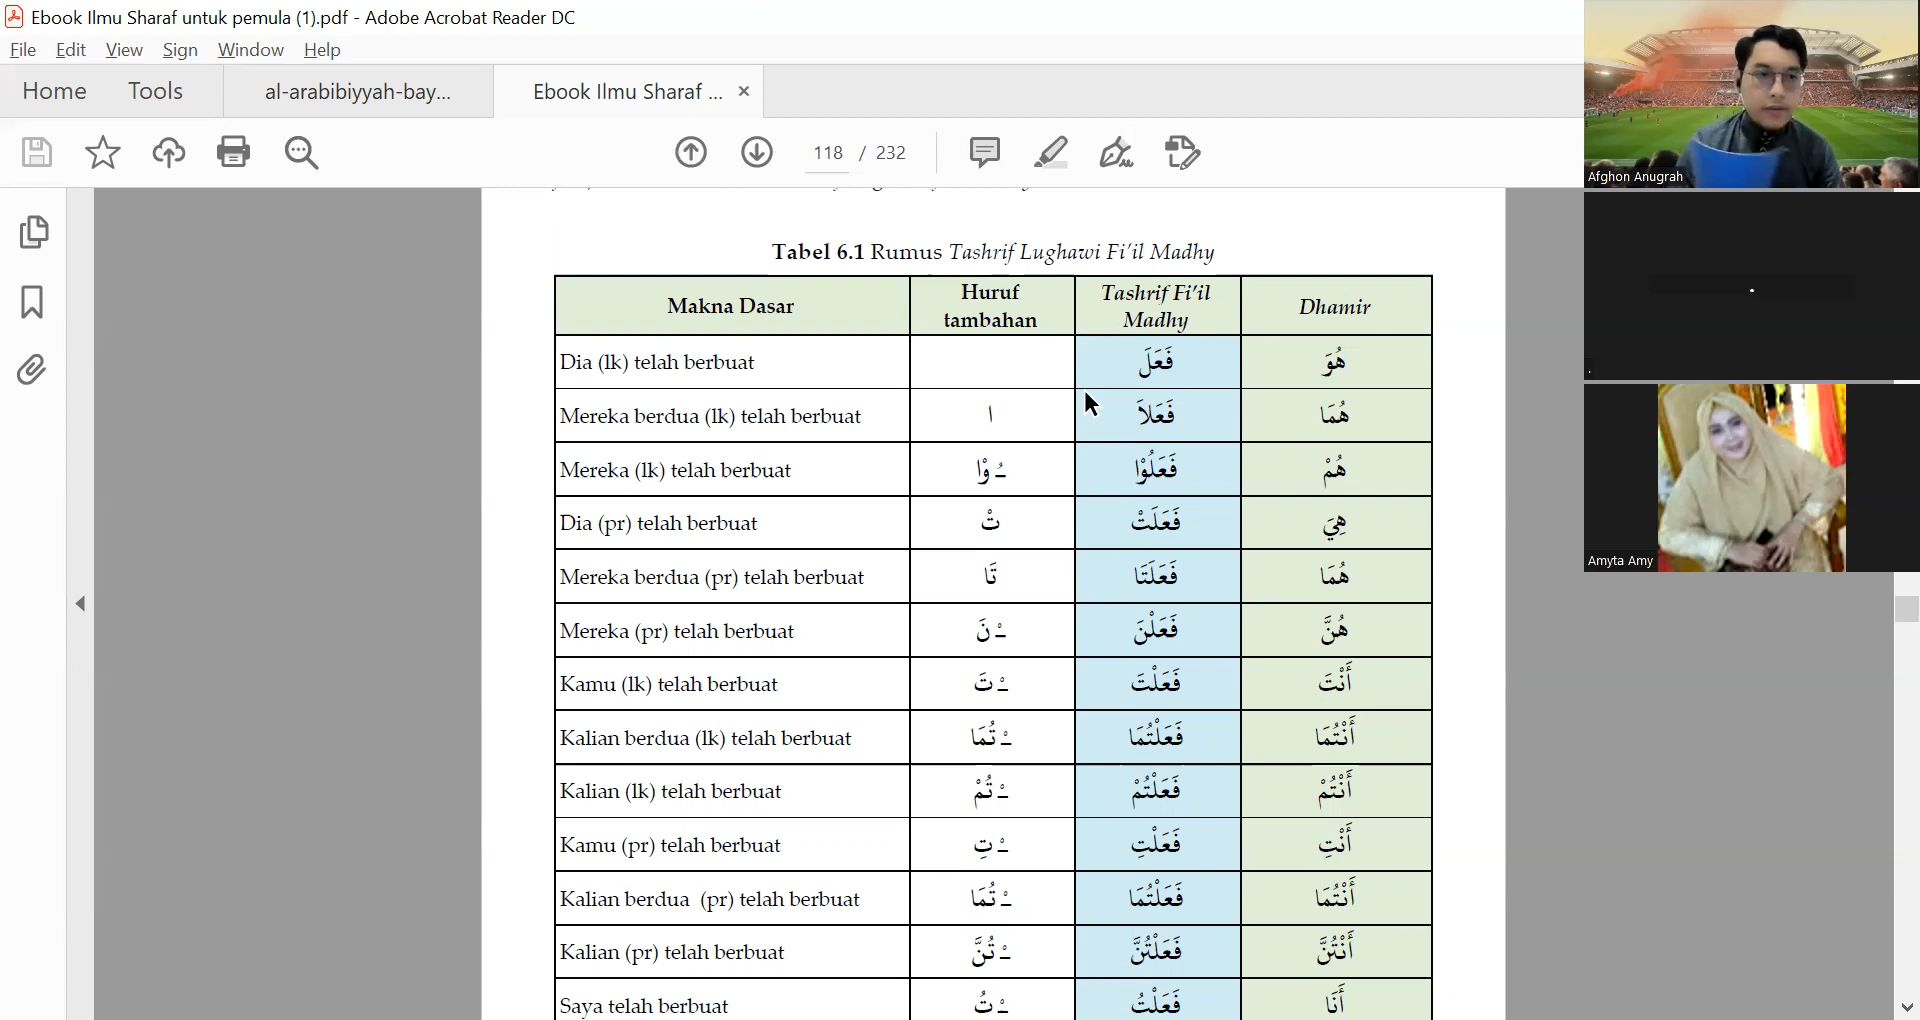 Ebook Ilmu Sharaf untuk pemula (1).pdf - Adobe Acrobat Reader DC
File Edit View Sign Window Help
Home Tools al-arabibiyyah-bay... Ebook Ilmu Sharaf ... ×
118 / 232
Tabel 6.1 Rumus Tashrif Lughawi Fi'il Madhy
Makna Dasar Huruf tambahan Tashrif Fi'il Madhy Dhamir
Dia (lk) telah berbuat فَعَلَ هُوَ
Mereka berdua (lk) telah berbuat ا فَعَلاَ هُمَا
Mereka (lk) telah berbuat ـُ وْا فَعَلُوْا هُمْ
Dia (pr) telah berbuat تْ فَعَلَتْ هِيَ
Mereka berdua (pr) telah berbuat تَا فَعَلَتَا هُمَا
Mereka (pr) telah berbuat ـْ نَ فَعَلْنَ هُنَّ
Kamu (lk) telah berbuat ـْ تَ فَعَلْتَ أَنْتَ
Kalian berdua (lk) telah berbuat ـْ تُمَا فَعَلْتُمَا أَنْتُمَا
Kalian (lk) telah berbuat ـْ تُمْ فَعَلْتُمْ أَنْتُمْ
Kamu (pr) telah berbuat ـْ تِ فَعَلْتِ أَنْتِ
Kalian berdua (pr) telah berbuat ـْ تُمَا فَعَلْتُمَا أَنْتُمَا
Kalian (pr) telah berbuat ـْ تُنَّ فَعَلْتُنَّ أَنْتُنَّ
Saya telah berbuat ـْ تُ فَعَلْتُ أَنَا
Afghon Anugrah
.
.
Amyta Amy